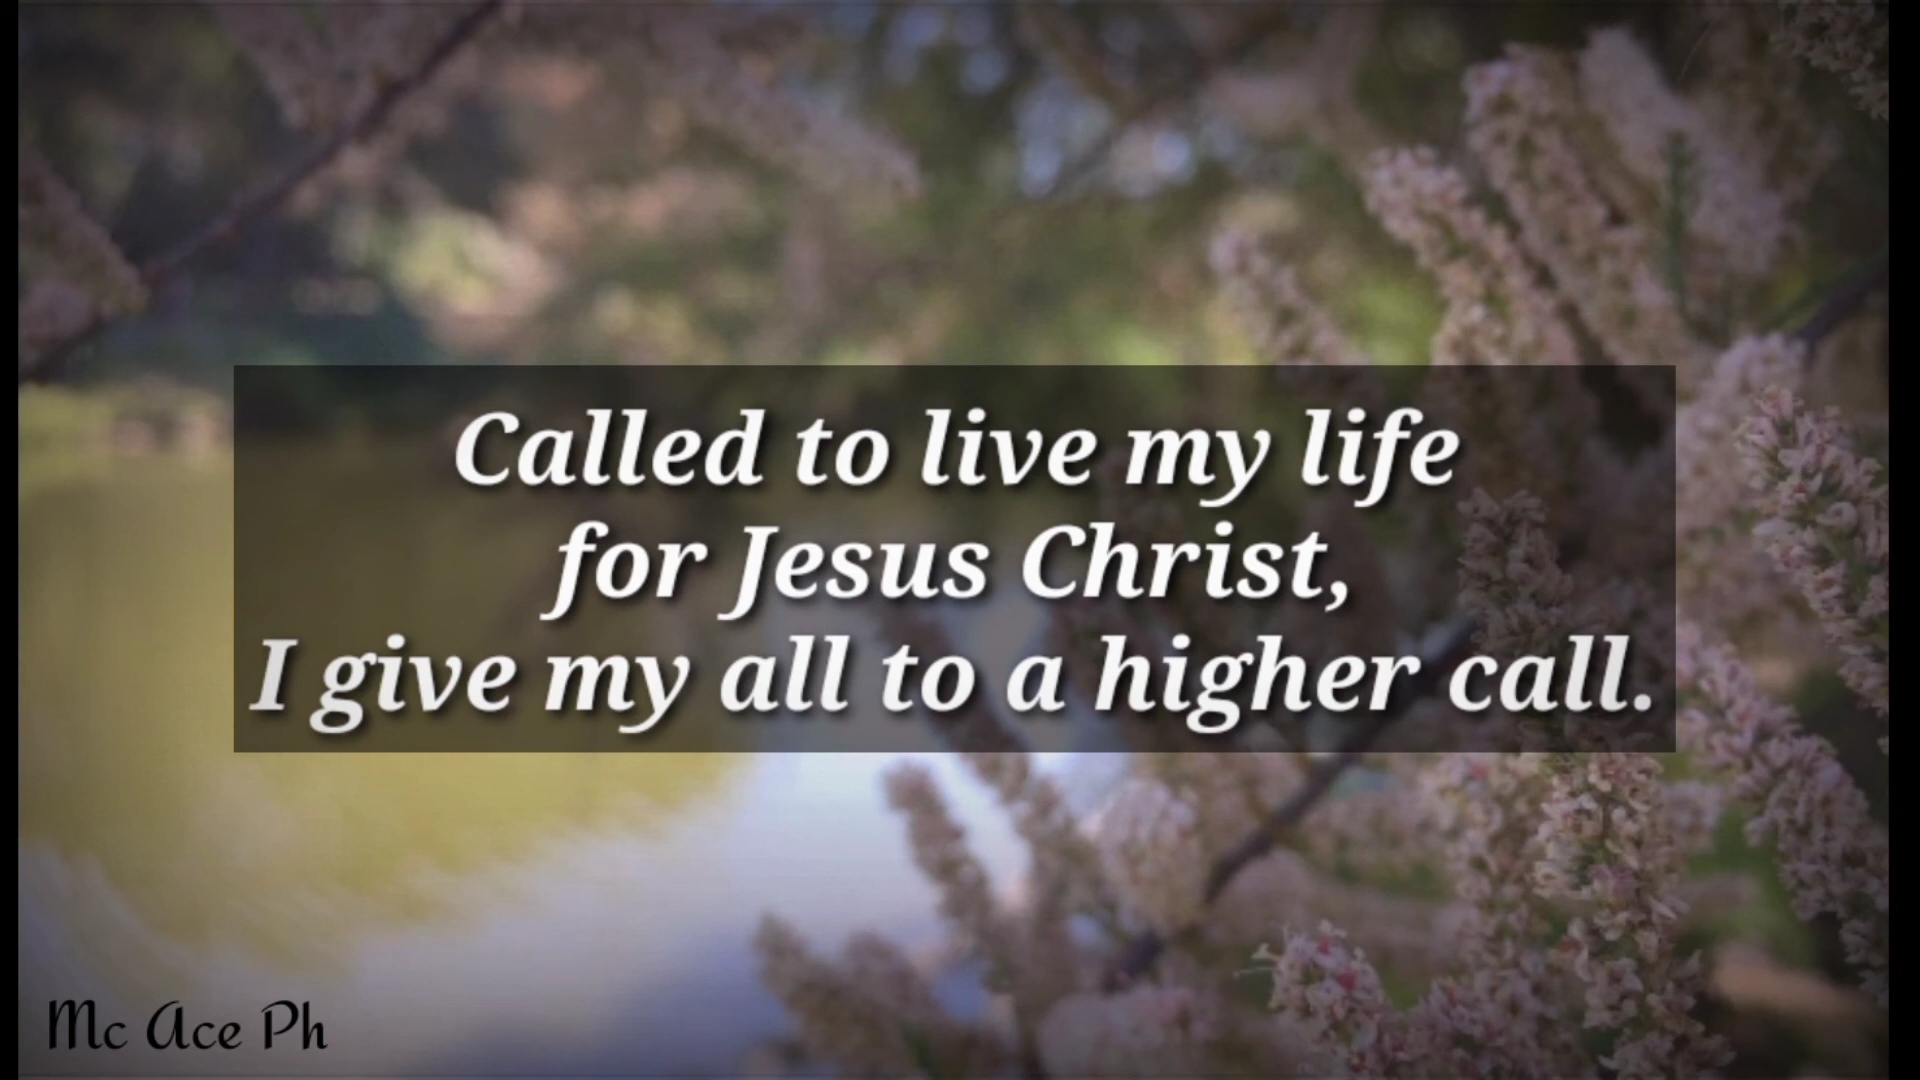 Called to live my life
for Jesus Christ,
I give my all to a higher call.
Mc Ace Ph